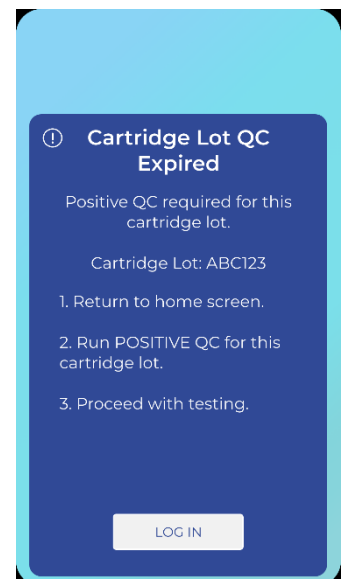 Cartridge Lot QC
Expired
Positive QC required for this
cartridge lot.
Cartridge Lot: ABC123
1. Return to home screen.
2. Run POSITIVE QC for this
cartridge lot.
3. Proceed with testing.
LOG IN